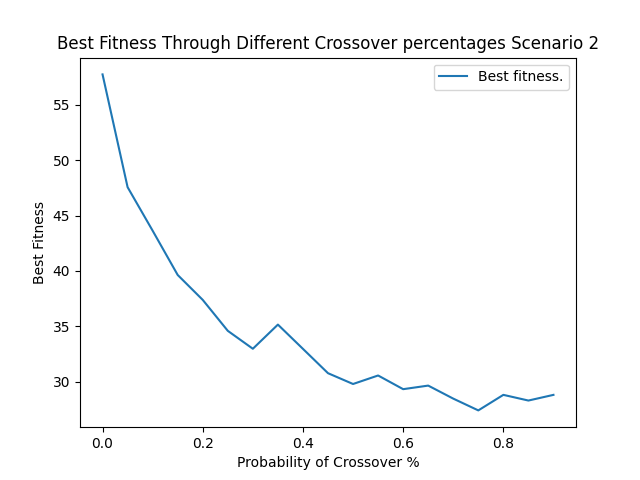 Best Fitness Through Different Crossover percentages Scenario 2
Best fitness.
55
50
45
40
35
30
Best Fitness
0.0 0.2 0.4 0.6 0.8
Probability of Crossover %